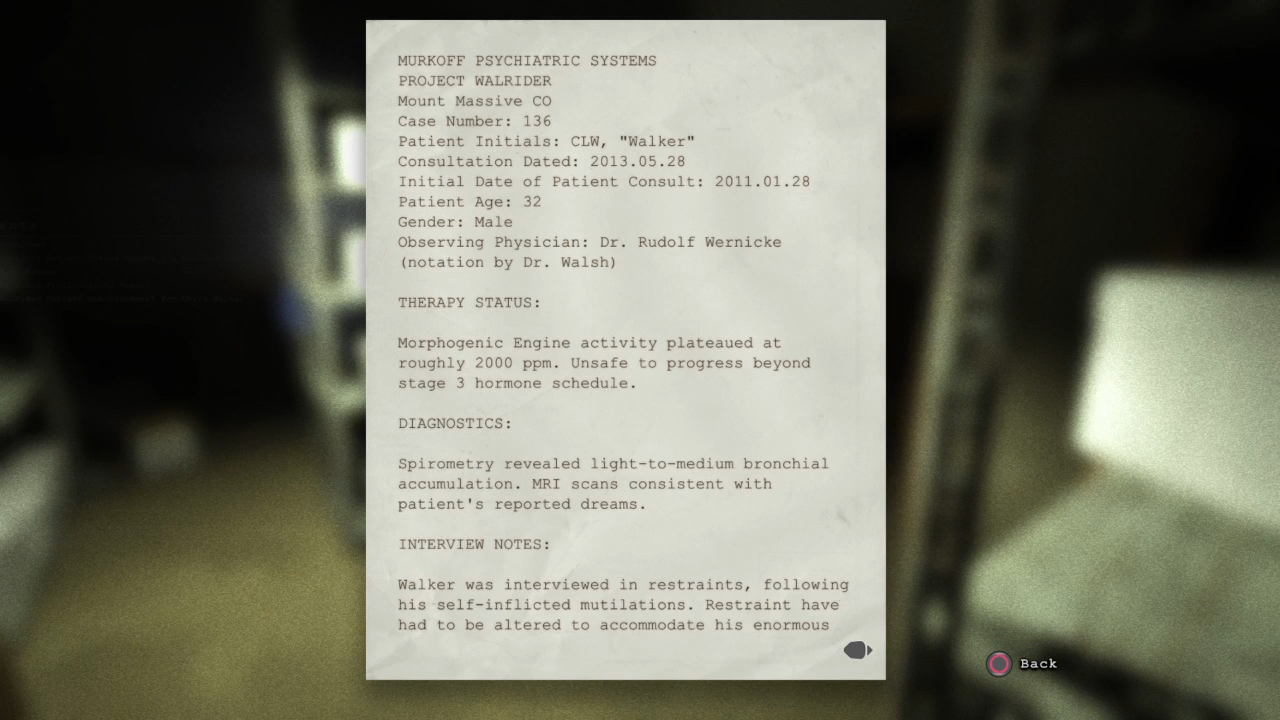 MURKOFF PSYCHIATRIC SYSTEMS
PROJECT WALRIDER
Mount Massive CO
Case Number: 136
Patient Initials: CLW, "Walker"
Consultation Dated: 2013.05.28
Initial Date of Patient Consult: 2011.01.28
Patient Age: 32
Gender: Male
Observing Physician: Dr. Rudolf Wernicke
(notation by Dr. Walsh)
THERAPY STATUS:
Morphogenic Engine activity plateaued at
roughly 2000 ppm. Unsafe to progress beyond
stage 3 hormone schedule.
DIAGNOSTICS:
Spirometry revealed light-to-medium bronchial
accumulation. MRI scans consistent with
patient's reported dreams.
INTERVIEW NOTES:
Walker was interviewed in restraints, following
his self-inflicted mutilations. Restraint have
had to be altered to accommodate his enormous
Back